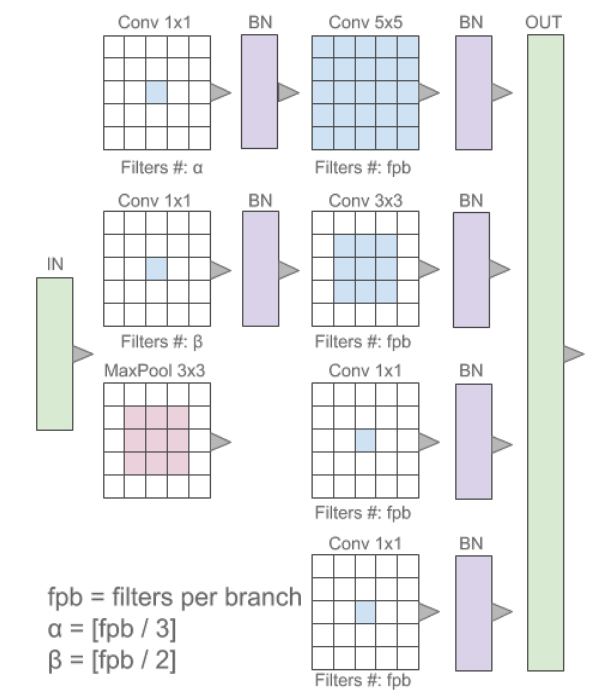 Conv 1x1 BN Conv 5x5 BN OUT
Filters #: α Filters #: fpb
Conv 1x1 BN Conv 3x3 BN
IN
Filters #: β Filters #: fpb
MaxPool 3x3 Conv 1x1 BN
Filters #: fpb
Conv 1x1 BN
fpb = filters per branch
α = [fpb / 3]
β = [fpb / 2]
Filters #: fpb